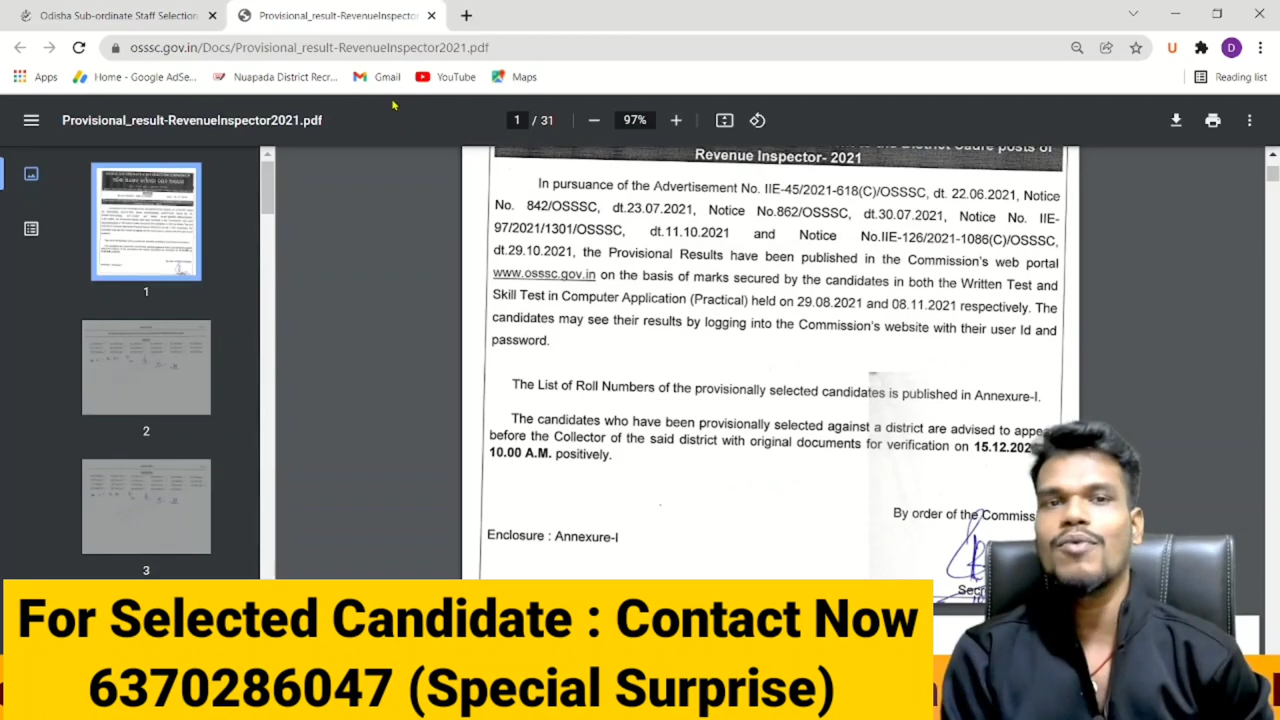 Odisha Sub-ordinate Staff Selection
Provisional_result-RevenueInspector
osssc.gov.in/Docs/Provisional_result-RevenueInspector2021.pdf
D
Apps
Home - Google AdSe...
Nuapada District Recr...
Gmail
YouTube
Maps
Reading list
Provisional_result-RevenueInspector2021.pdf
1 / 31
97%
1
2
3
District Cadre posts of
Revenue Inspector- 2021
In pursuance of the Advertisement No. IIE-45/2021-618(C)/OSSSC, dt. 22.06.2021, Notice
No. 842/OSSSC, dt.23.07.2021, Notice No.862/OSSSC, dt.30.07.2021, Notice No. IIE-
97/2021/1301/OSSSC, dt.11.10.2021 and Notice No.IIE-126/2021-1086(C)/OSSSC,
dt.29.10.2021, the Provisional Results have been published in the Commission's web portal
www.osssc.gov.in on the basis of marks secured by the candidates in both the Written Test and
Skill Test in Computer Application (Practical) held on 29.08.2021 and 08.11.2021 respectively. The
candidates may see their results by logging into the Commission's website with their user Id and
password.
The List of Roll Numbers of the provisionally selected candidates is published in Annexure-I.
The candidates who have been provisionally selected against a district are advised to appe
before the Collector of the said district with original documents for verification on 15.12.202
10.00 A.M. positively.
By order of the Commiss
Enclosure : Annexure-I
Secr
For Selected Candidate : Contact Now
6370286047 (Special Surprise)